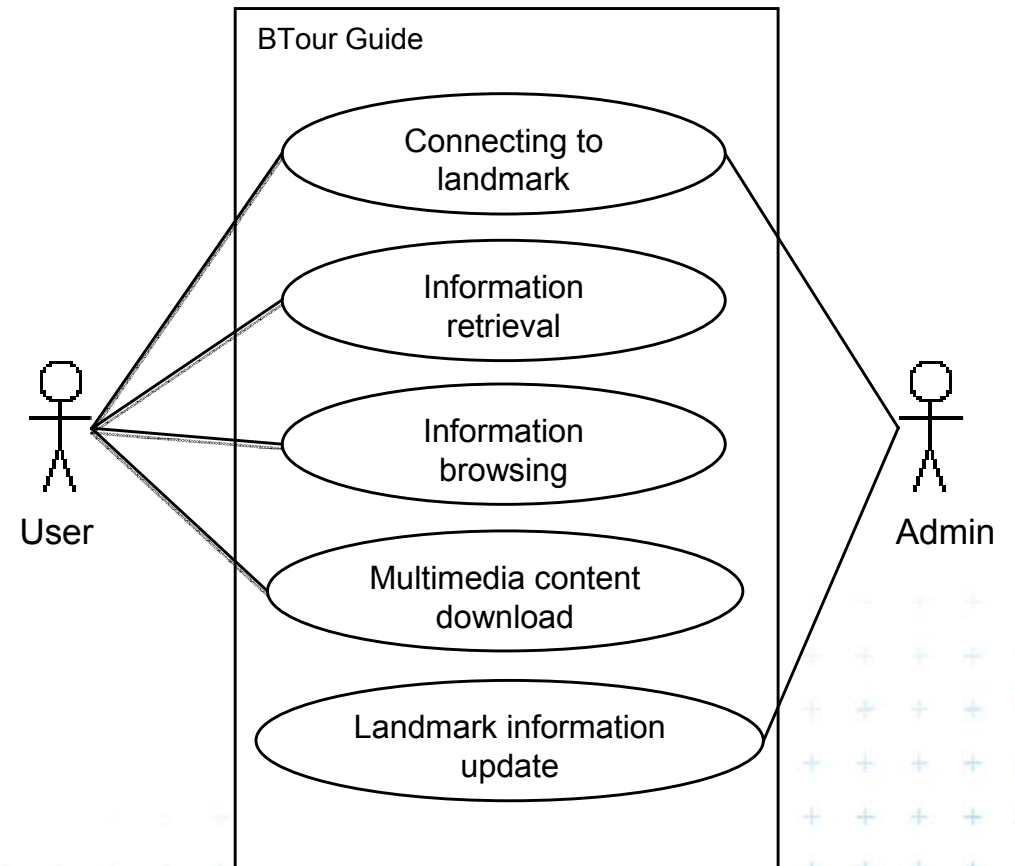 BTour Guide
Connecting to
landmark
Information
retrieval
Information
browsing
User
Admin
Multimedia content
download
Landmark information
update